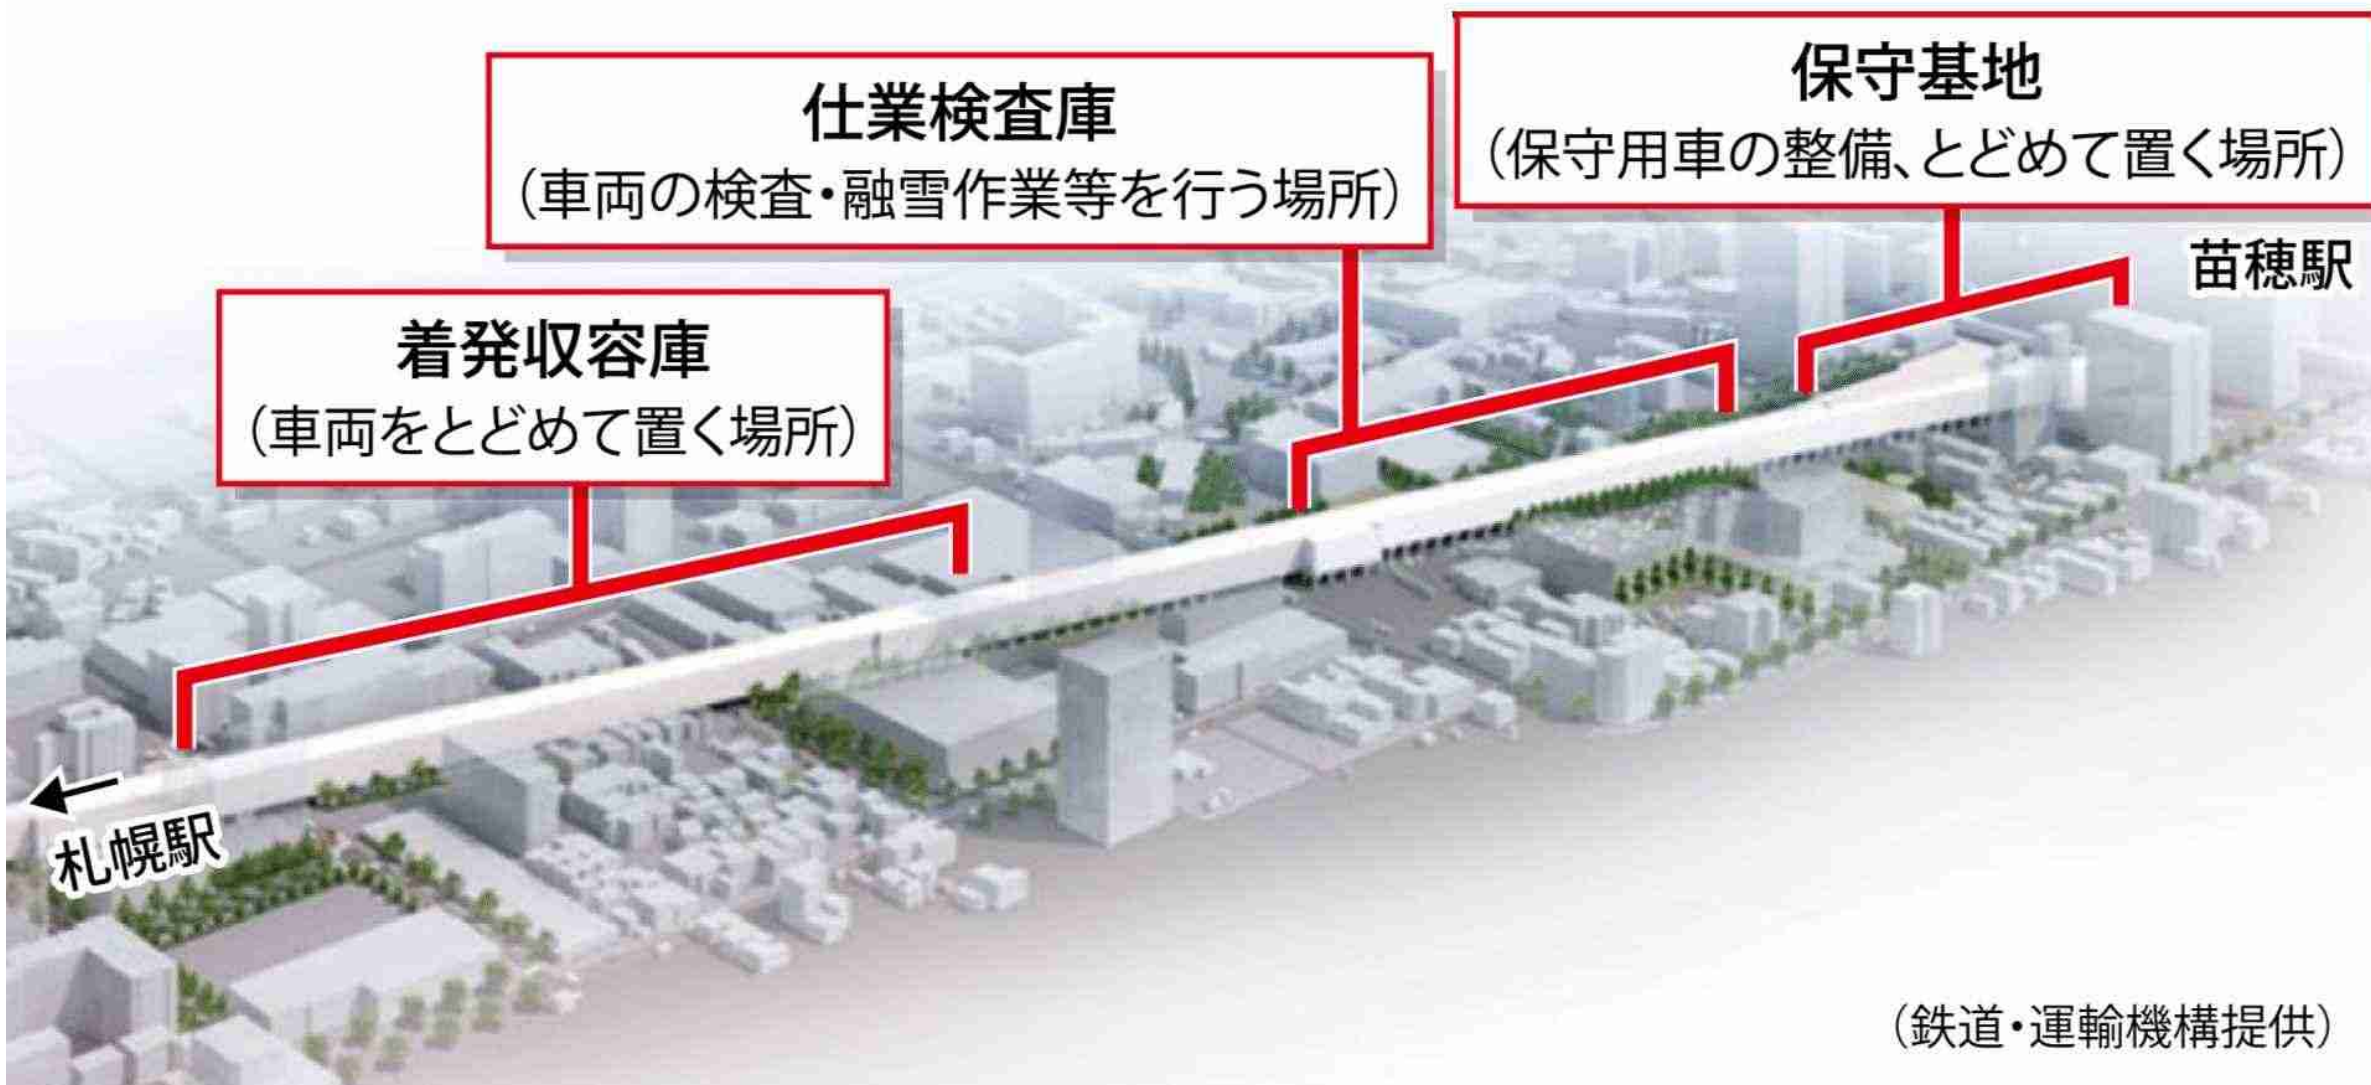 保守基地
（保守用車の整備、とどめて置く場所）
仕業検査庫
（車両の検査・融雪作業等を行う場所）
苗穂駅
着発収容庫
（車両をとどめて置く場所）
札幌駅
（鉄道・運輸機構提供）